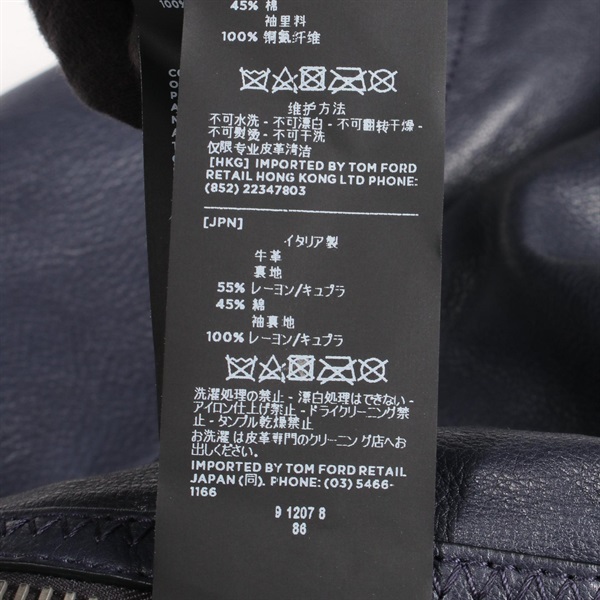 45% 棉
袖里料
100% 铜氨纤维
维护方法
不可水洗 - 不可漂白 - 不可翻转干燥 -
不可熨烫 - 不可干洗
仅限专业皮革清洁
[HKG] IMPORTED BY TOM FORD
RETAIL HONG KONG LTD PHONE:
(852) 22347803
[JPN]
イタリア製
牛革
裏地
55% レーヨン/キュプラ
45% 綿
袖裏地
100% レーヨン/キュプラ
洗濯処理の禁止 - 漂白処理はできない -
アイロン仕上げ禁止 - ドライクリーニング禁
止 - タンブル乾燥禁止
お洗濯 は皮革専門のクリーニン グ店へお
出しください.
IMPORTED BY TOM FORD RETAIL
JAPAN (同). PHONE: (03) 5466-
1166
9 1207 8
86